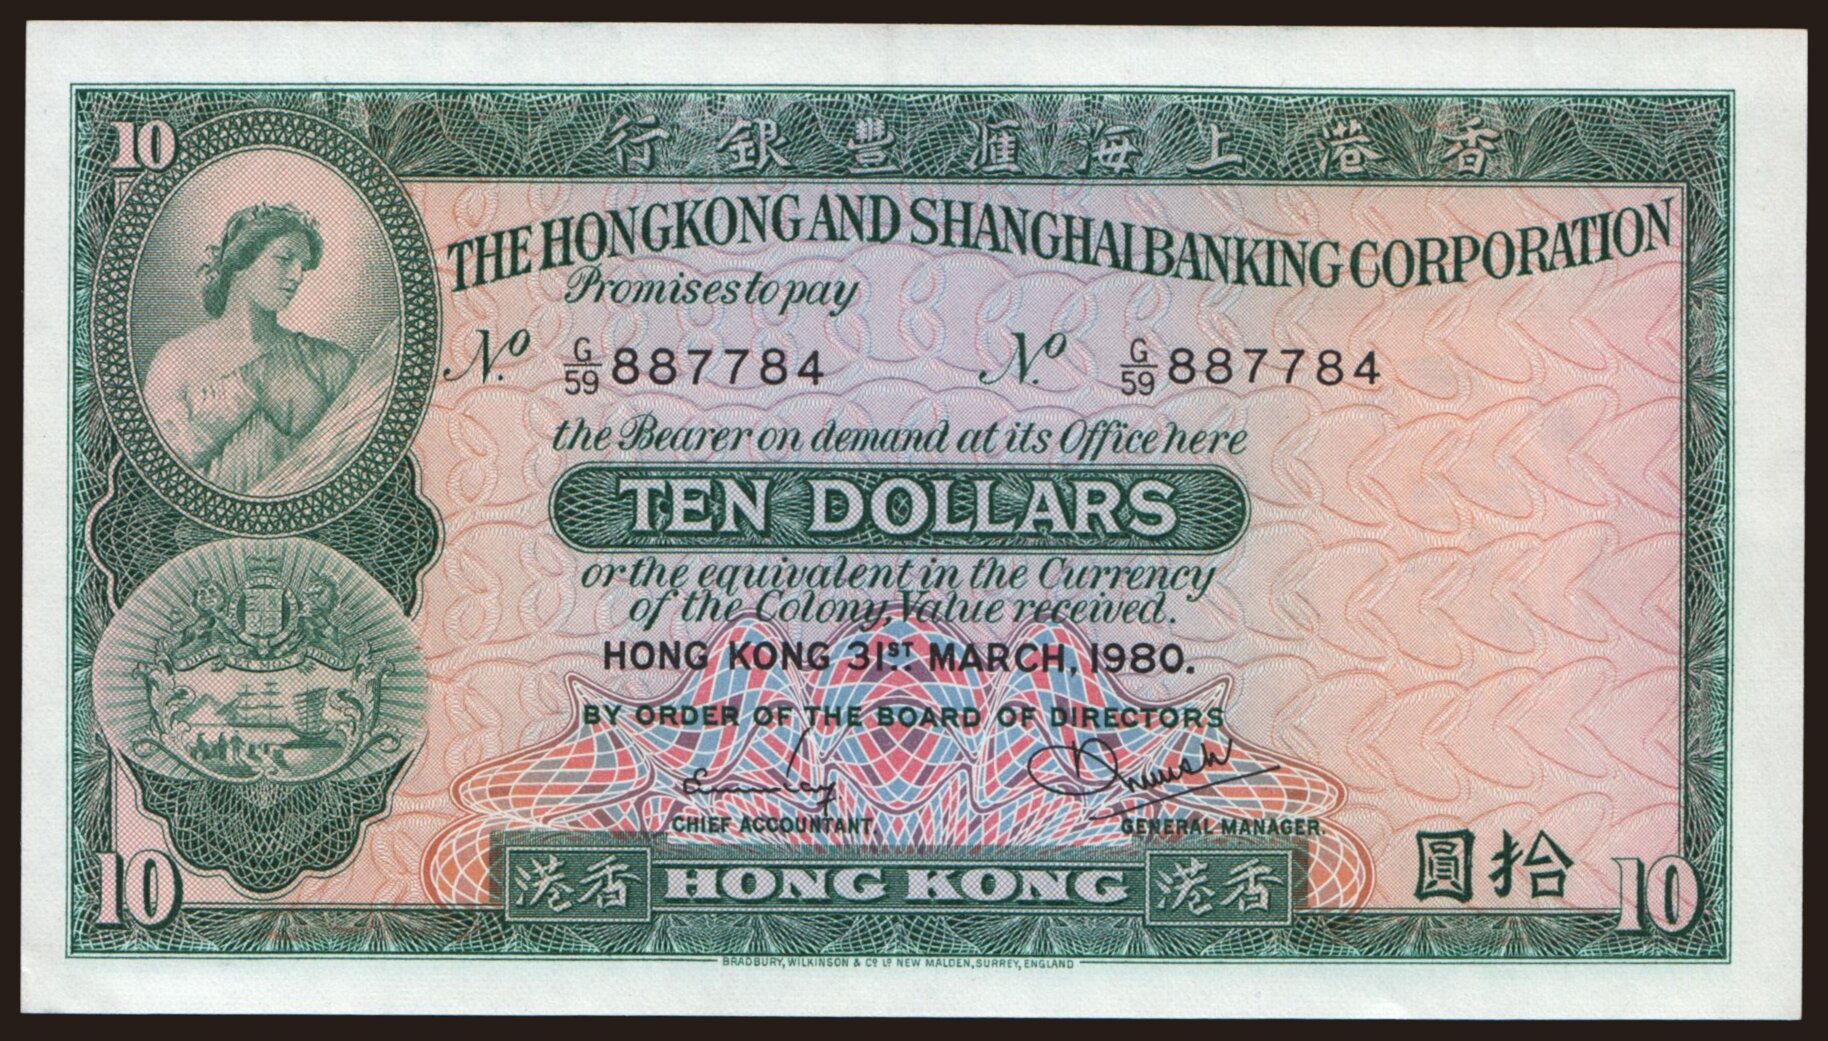 10
行銀豐滙海上港香
THE HONGKONG AND SHANGHAI BANKING CORPORATION
Promises to pay
No. G/59 887784 No. G/59 887784
the Bearer on demand at its Office here
TEN DOLLARS
or the equivalent in the Currency
of the Colony, Value received.
HONG KONG 31ST MARCH, 1980.
BY ORDER OF THE BOARD OF DIRECTORS
CHIEF ACCOUNTANT. GENERAL MANAGER.
10 港香 HONG KONG 港香 圓拾 10
BRADBURY, WILKINSON & Co. Ld. NEW MALDEN, SURREY, ENGLAND